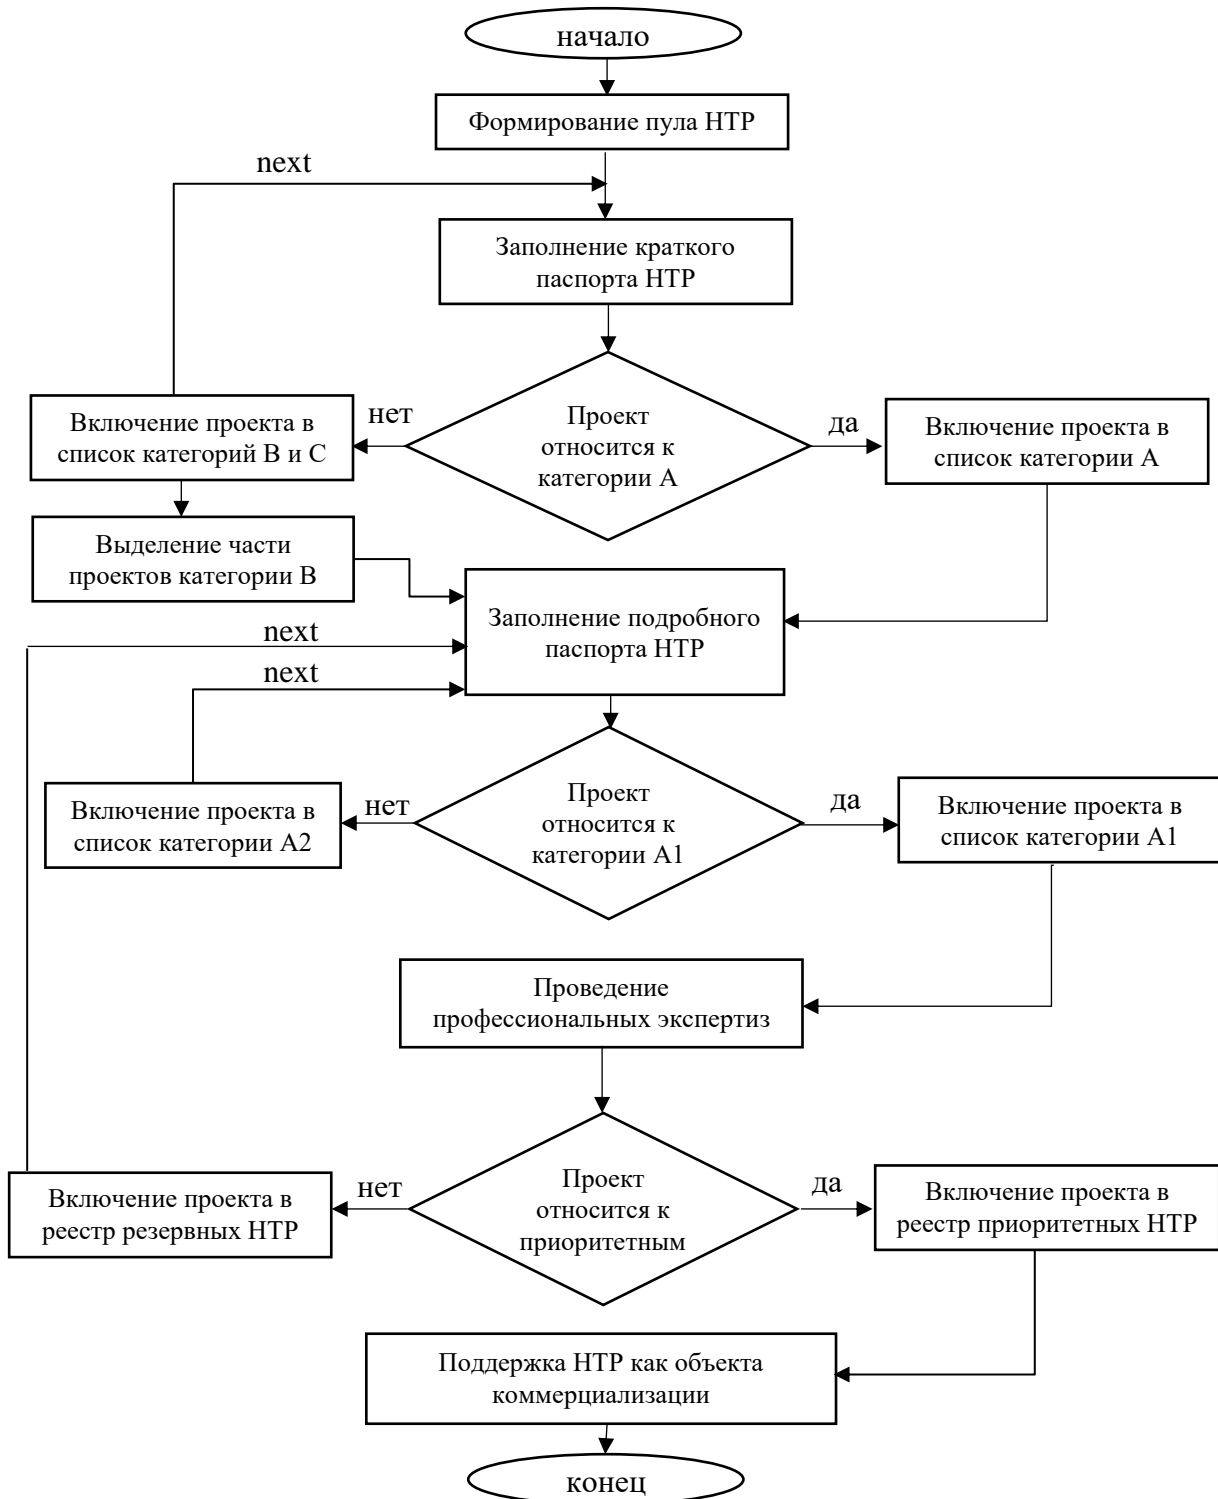 начало
Формирование пула НТР
next
Заполнение краткого
паспорта НТР
Включение проекта в
список категорий В и С
нет
Проект
относится к
категории А
да
Включение проекта в
список категории А
Выделение части
проектов категории В
Заполнение подробного
паспорта НТР
next
next
Включение проекта в
список категории А2
нет
Проект
относится к
категории А1
да
Включение проекта в
список категории А1
Проведение
профессиональных экспертиз
Включение проекта в
реестр резервных НТР
нет
Проект
относится к
приоритетным
да
Включение проекта в
реестр приоритетных НТР
Поддержка НТР как объекта
коммерциализации
конец